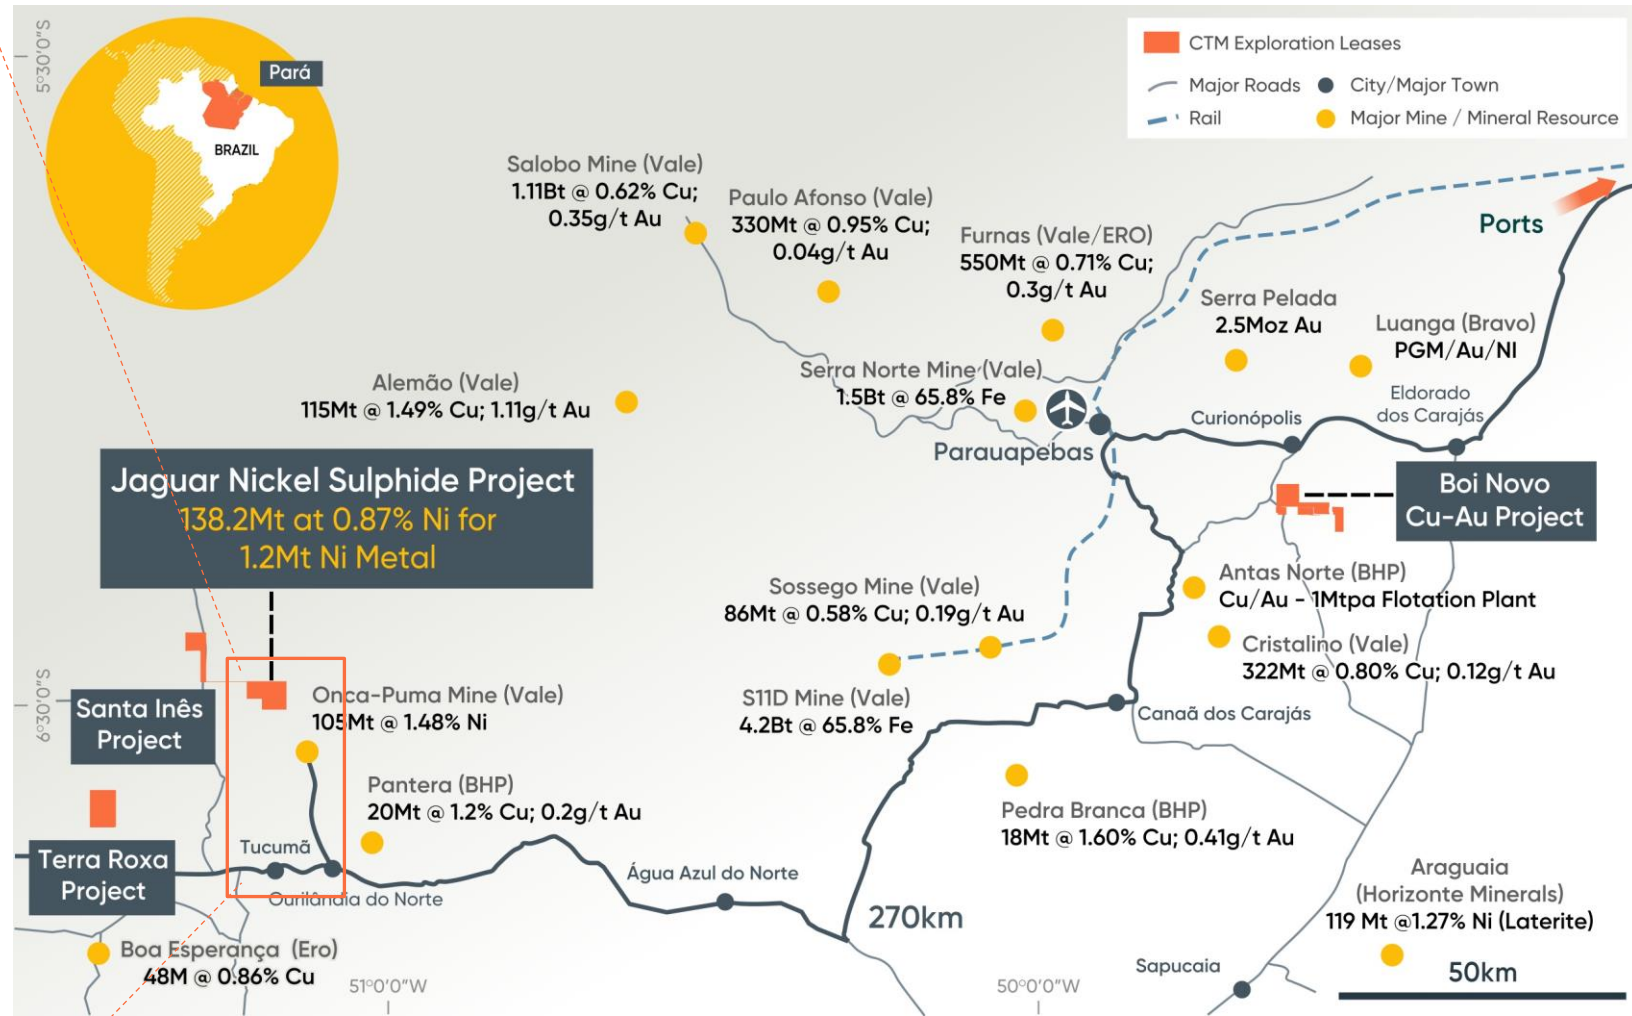 5°30'0"S
Pará
BRAZIL
CTM Exploration Leases
Major Roads
City/Major Town
Rail
Major Mine / Mineral Resource
Salobo Mine (Vale)
1.11Bt @ 0.62% Cu;
0.35g/t Au
Paulo Afonso (Vale)
330Mt @ 0.95% Cu;
0.04g/t Au
Furnas (Vale/ERO)
550Mt @ 0.71% Cu;
0.3g/t Au
Ports
Serra Pelada
2.5Moz Au
Luanga (Bravo)
PGM/Au/NI
Alemão (Vale)
115Mt @ 1.49% Cu; 1.11g/t Au
Serra Norte Mine (Vale)
1.5Bt @ 65.8% Fe
Parauapebas
Curionópolis
Eldorado
dos Carajás
Jaguar Nickel Sulphide Project
138.2Mt at 0.87% Ni for
1.2Mt Ni Metal
Boi Novo
Cu-Au Project
Sossego Mine (Vale)
86Mt @ 0.58% Cu; 0.19g/t Au
Antas Norte (BHP)
Cu/Au - 1Mtpa Flotation Plant
Cristalino (Vale)
322Mt @ 0.80% Cu; 0.12g/t Au
6°30'0"S
Santa Inês
Project
Onca-Puma Mine (Vale)
105Mt @ 1.48% Ni
S11D Mine (Vale)
4.2Bt @ 65.8% Fe
Canaã dos Carajás
Pantera (BHP)
20Mt @ 1.2% Cu; 0.2g/t Au
Pedra Branca (BHP)
18Mt @ 1.60% Cu; 0.41g/t Au
Terra Roxa
Project
Tucumã
Ourilândia do Norte
Água Azul do Norte
270km
Araguaia
(Horizonte Minerals)
119 Mt @1.27% Ni (Laterite)
Boa Esperança (Ero)
48M @ 0.86% Cu
51°0'0"W
50°0'0"W
Sapucaia
50km